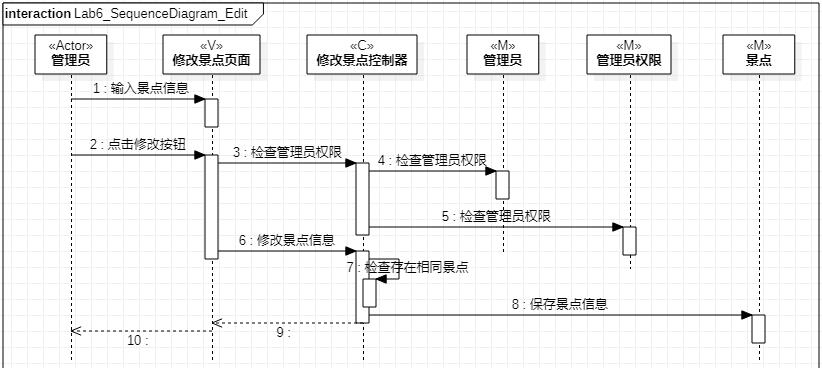 interaction Lab6_SequenceDiagram_Edit
«Actor»
管理员
«V»
修改景点页面
«C»
修改景点控制器
«M»
管理员
«M»
管理员权限
«M»
景点
1 : 输入景点信息
2 : 点击修改按钮
3 : 检查管理员权限
4 : 检查管理员权限
5 : 检查管理员权限
6 : 修改景点信息
7 : 检查存在相同景点
8 : 保存景点信息
9 :
10 :